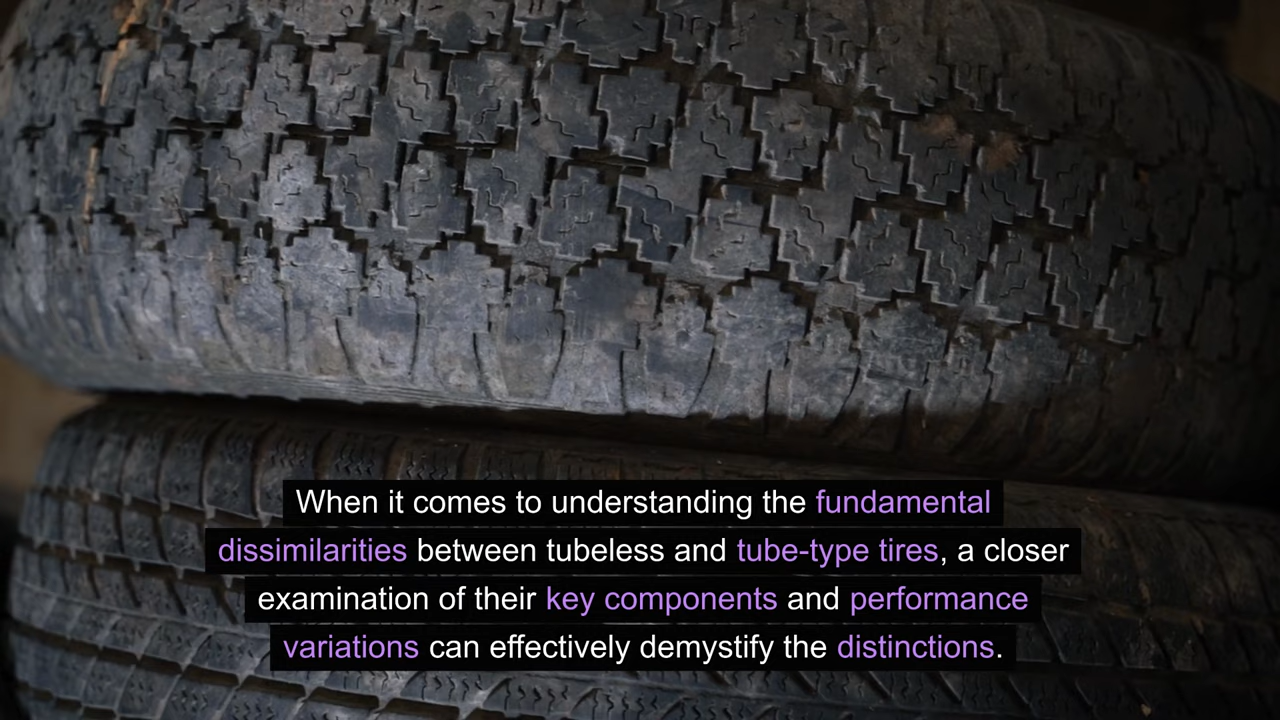 When it comes to understanding the fundamental
dissimilarities between tubeless and tube-type tires, a closer
examination of their key components and performance
variations can effectively demystify the distinctions.